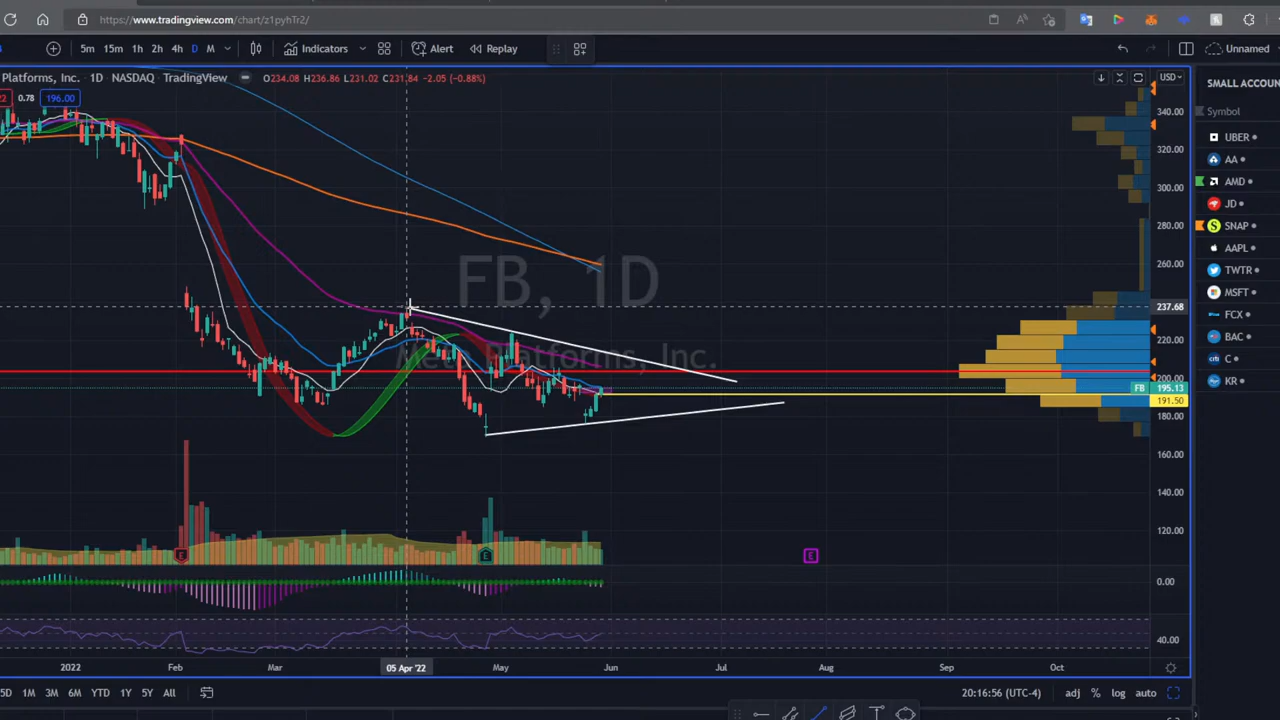 https://www.tradingview.com/chart/z1pyhTr2/
5m 15m 1h 2h 4h D M Indicators Alert Replay Unnamed
Platforms, Inc. 1D NASDAQ TradingView O234.08 H236.86 L231.02 C231.84 -2.05 (-0.88%) USD
0.78 196.00
SMALL ACCOUN
Symbol
UBER
AA
AMD
JD
SNAP
AAPL
TWTR
MSFT
FCX
BAC
C
KR
FB, 1D
Meta Platforms, Inc.
340.00
320.00
300.00
280.00
260.00
237.68
220.00
200.00
FB 195.13
191.50
180.00
160.00
140.00
120.00
0.00
40.00
E E E
2022 Feb Mar 05 Apr '22 May Jun Jul Aug Sep Oct
5D 1M 3M 6M YTD 1Y 5Y All 20:16:56 (UTC-4) adj % log auto